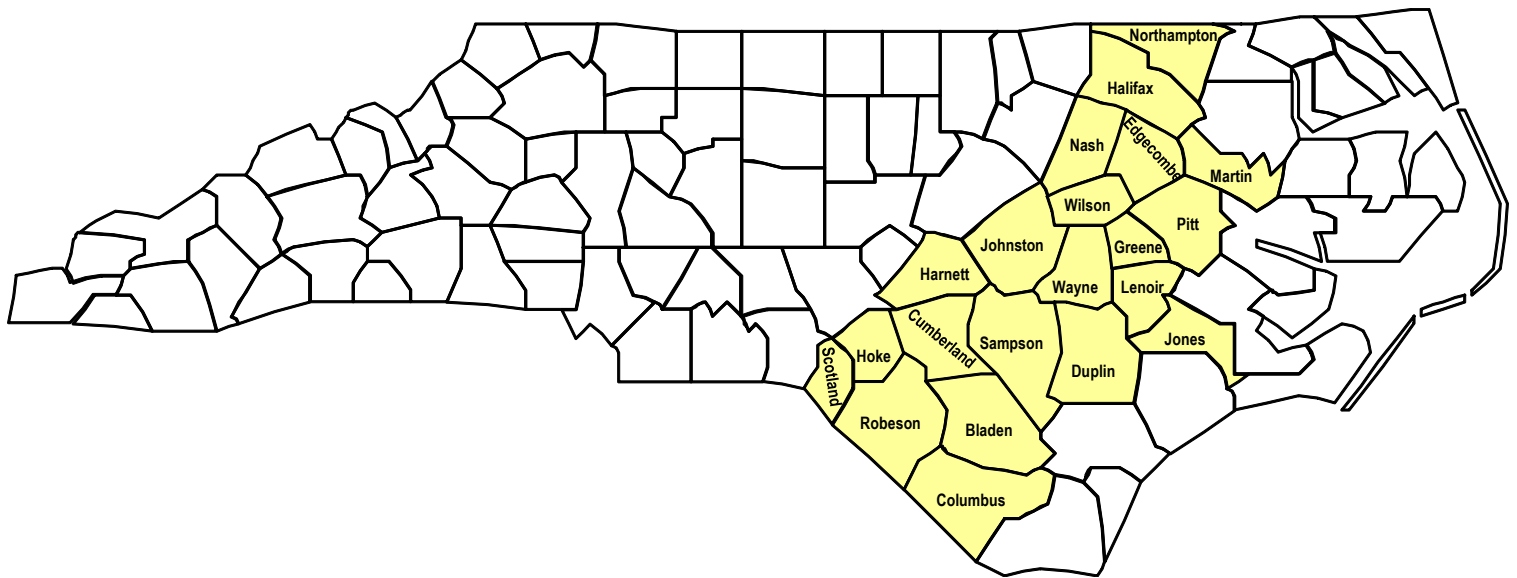 Northampton
Halifax
Edgecombe
Nash
Martin
Wilson
Pitt
Johnston
Greene
Harnett
Wayne
Lenoir
Cumberland
Sampson
Jones
Hoke
Scotland
Duplin
Robeson
Bladen
Columbus